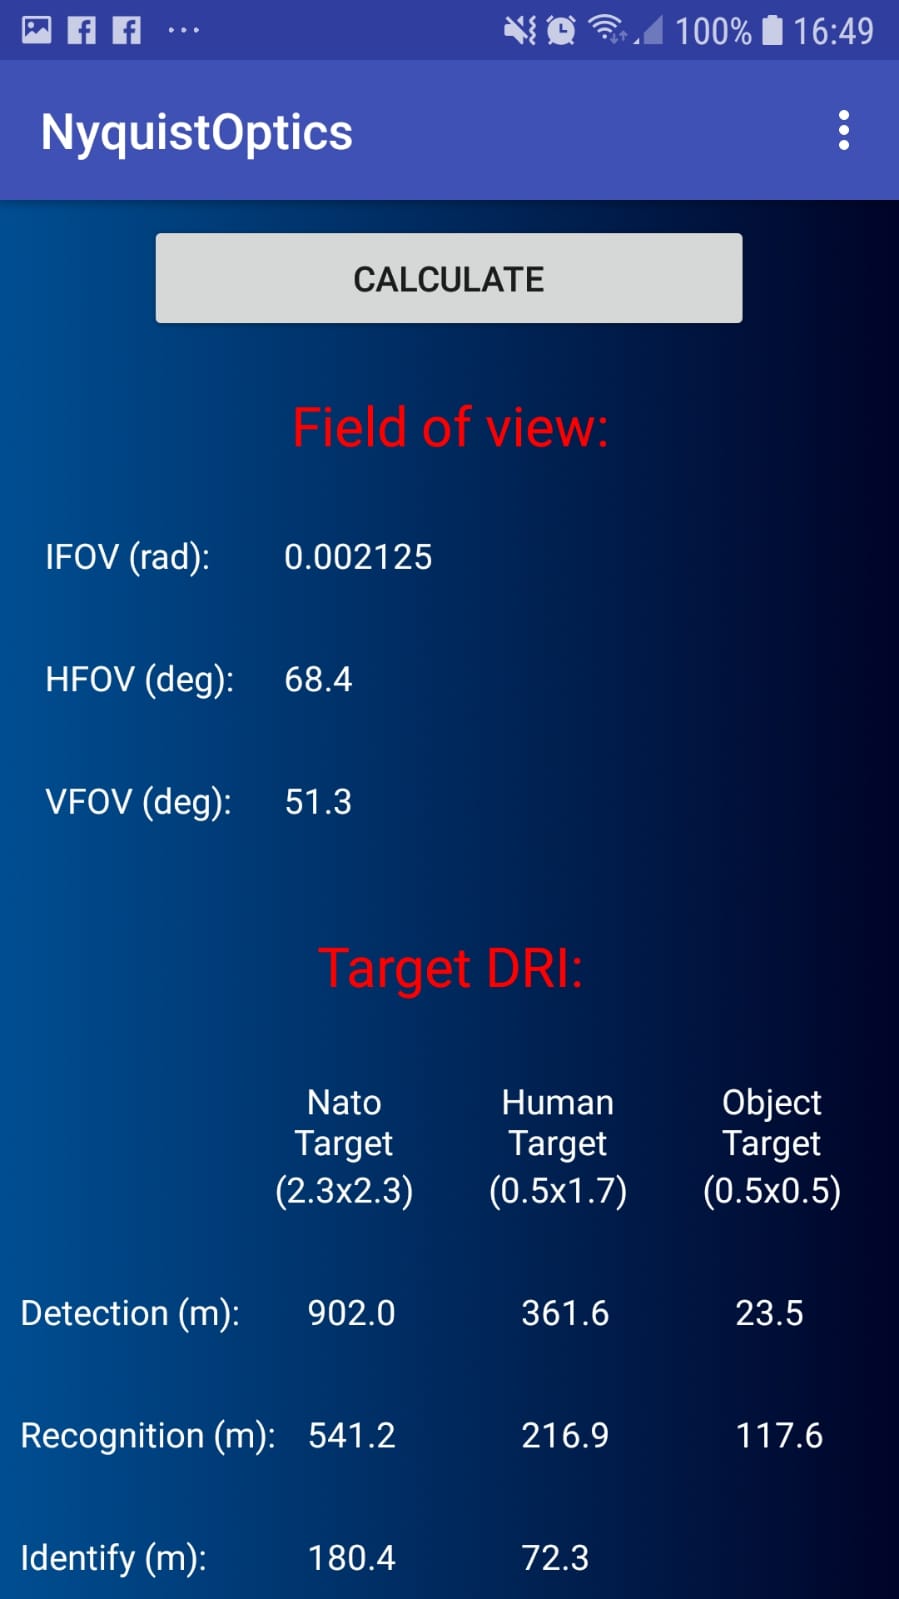 100% 16:49
NyquistOptics
CALCULATE
Field of view:
IFOV (rad): 0.002125
HFOV (deg): 68.4
VFOV (deg): 51.3
Target DRI:
Nato Human Object
Target Target Target
(2.3x2.3) (0.5x1.7) (0.5x0.5)
Detection (m): 902.0 361.6 23.5
Recognition (m): 541.2 216.9 117.6
Identify (m): 180.4 72.3